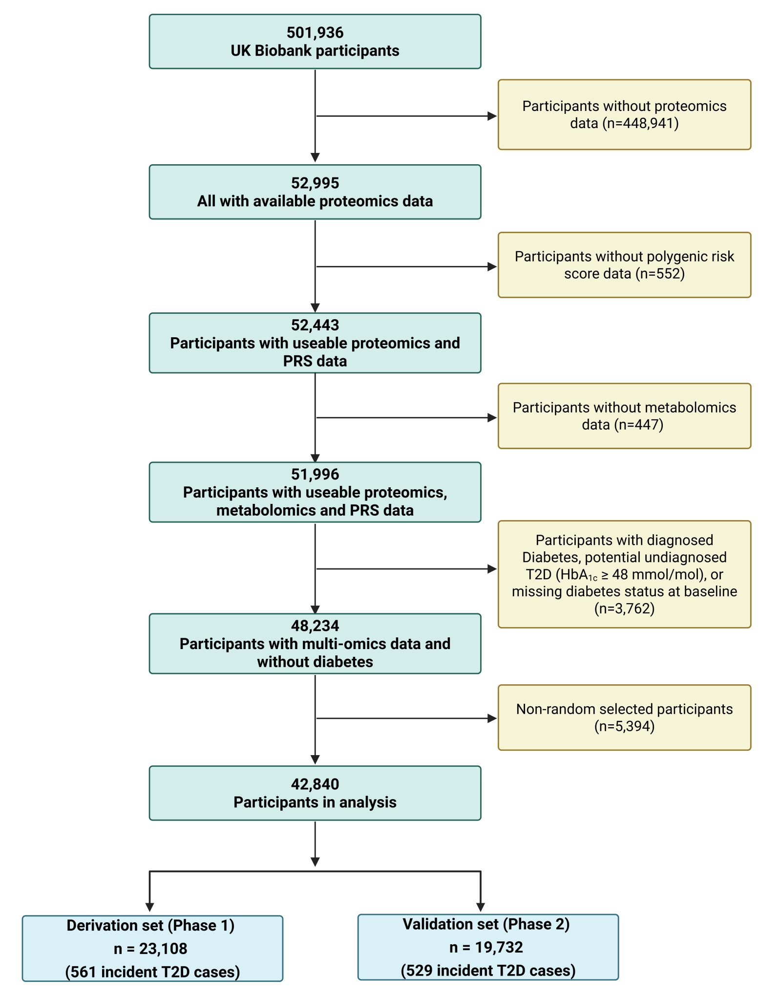 501,936
UK Biobank participants
Participants without proteomics
data (n=448,941)
52,995
All with available proteomics data
Participants without polygenic risk
score data (n=552)
52,443
Participants with useable proteomics and
PRS data
Participants without metabolomics
data (n=447)
51,996
Participants with useable proteomics,
metabolomics and PRS data
Participants with diagnosed
Diabetes, potential undiagnosed
T2D (HbA₁c ≥ 48 mmol/mol), or
missing diabetes status at baseline
(n=3,762)
48,234
Participants with multi-omics data and
without diabetes
Non-random selected participants
(n=5,394)
42,840
Participants in analysis
Derivation set (Phase 1)
n = 23,108
(561 incident T2D cases)
Validation set (Phase 2)
n = 19,732
(529 incident T2D cases)